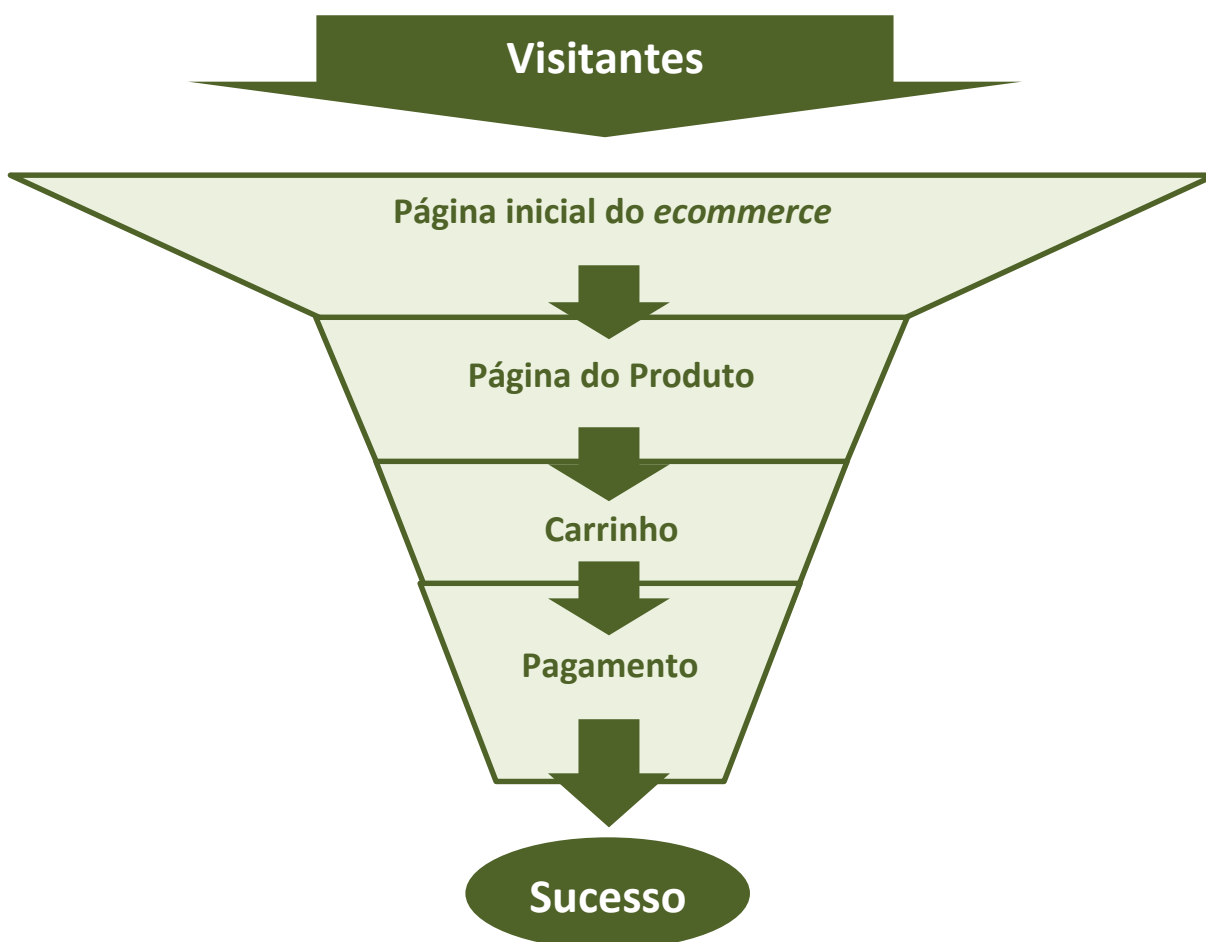 Visitantes
Página inicial do ecommerce
Página do Produto
Carrinho
Pagamento
Sucesso